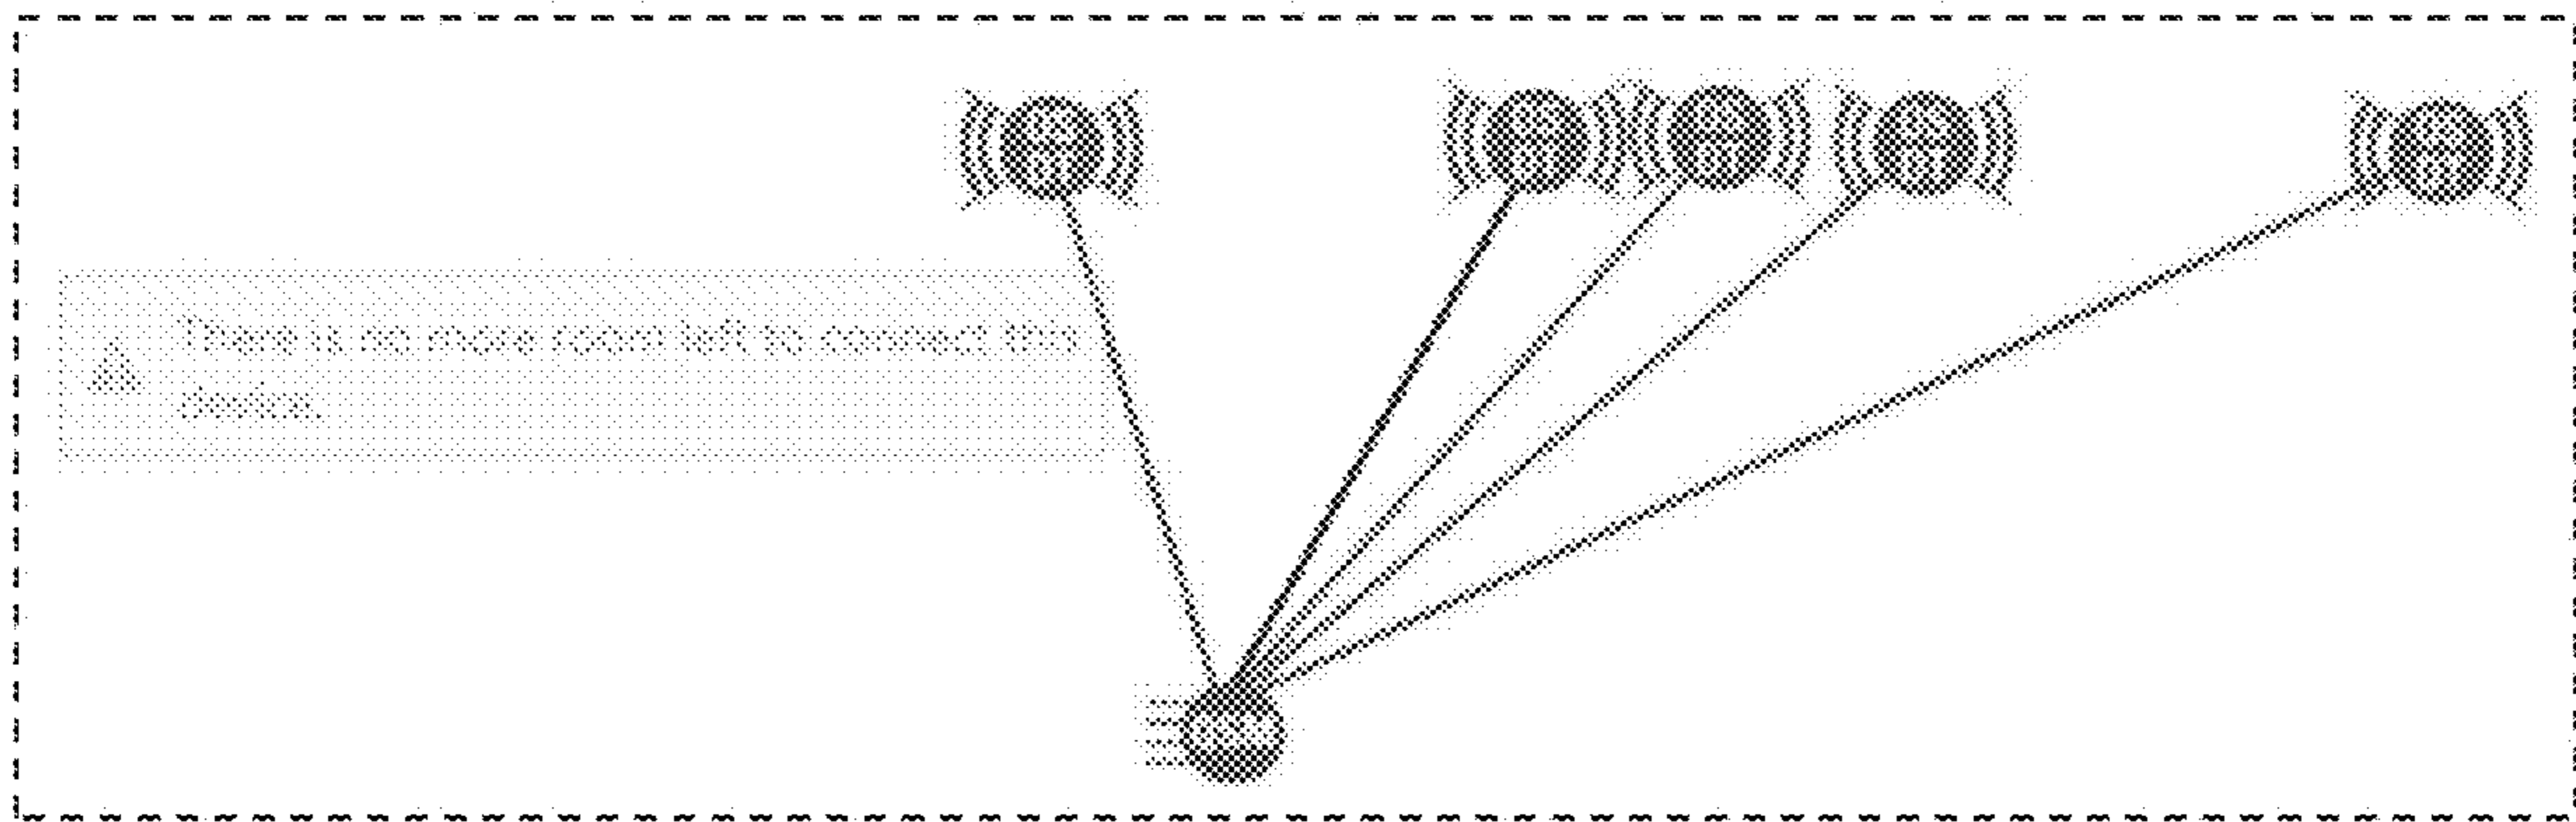 There is no more room left to connect this
device.